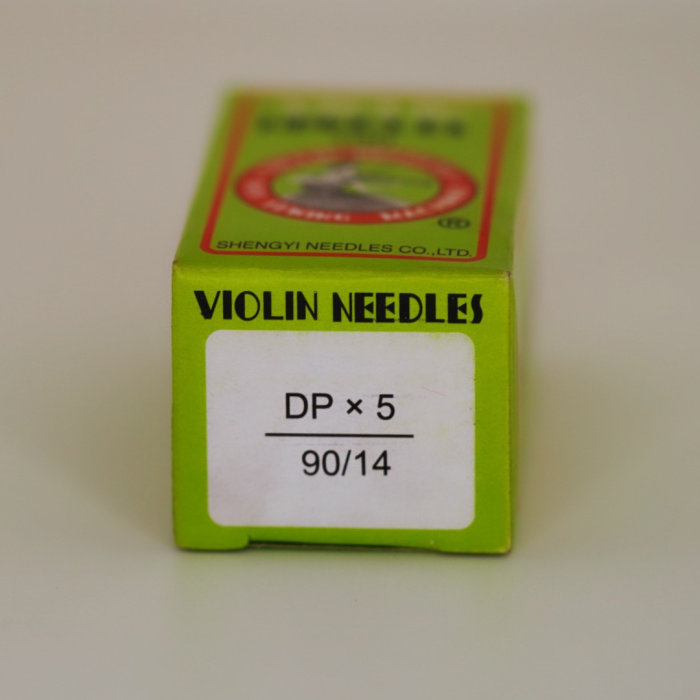 ®
SHENGYI NEEDLES CO.,LTD.
VIOLIN NEEDLES
DP × 5
90/14